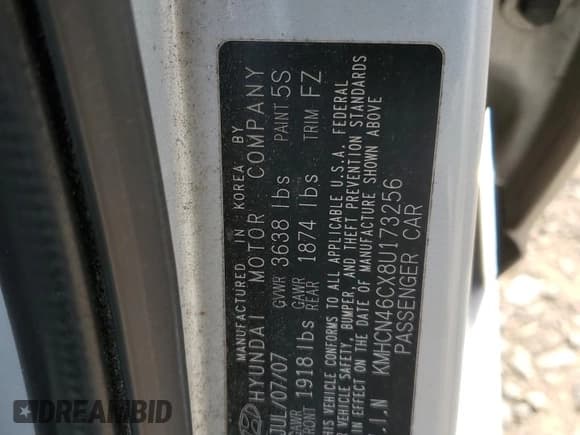 MANUFACTURED IN KOREA BY
HYUNDAI MOTOR COMPANY
JUL/07/07 GVWR 3638 lbs PAINT 5S
GAWR FRONT 1918 lbs GAWR REAR 1874 lbs TRIM FZ
THIS VEHICLE CONFORMS TO ALL APPLICABLE U.S.A. FEDERAL
VEHICLE SAFETY, BUMPER, AND THEFT PREVENTION STANDARDS
IN EFFECT ON THE DATE OF MANUFACTURE SHOWN ABOVE
V.I.N KMHCN46CX8U173256
PASSENGER CAR
DREAMBID